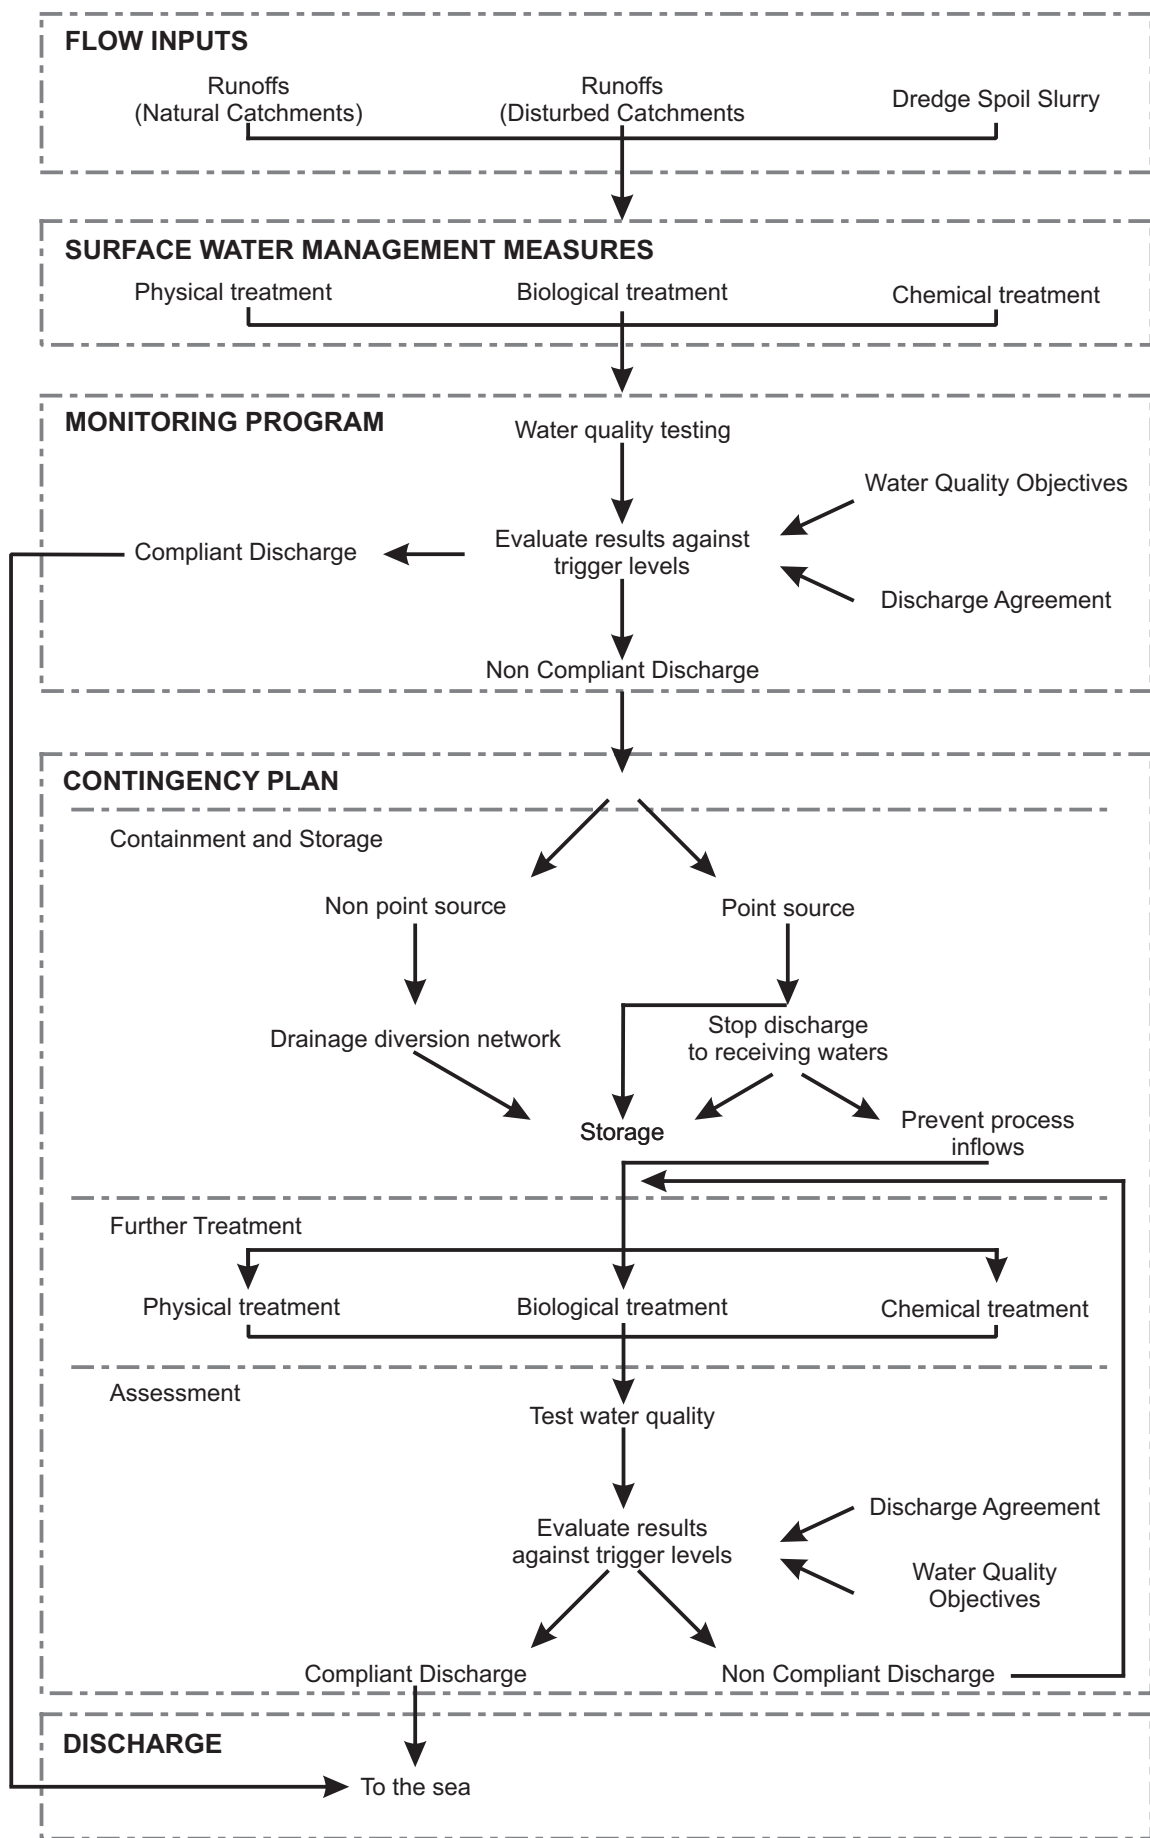 FLOW INPUTS
Runoffs
(Natural Catchments)
Runoffs
(Disturbed Catchments
Dredge Spoil Slurry
SURFACE WATER MANAGEMENT MEASURES
Physical treatment
Biological treatment
Chemical treatment
MONITORING PROGRAM
Water quality testing
Water Quality Objectives
Evaluate results against
trigger levels
Compliant Discharge
Discharge Agreement
Non Compliant Discharge
CONTINGENCY PLAN
Containment and Storage
Non point source
Point source
Drainage diversion network
Stop discharge
to receiving waters
Storage
Prevent process
inflows
Further Treatment
Physical treatment
Biological treatment
Chemical treatment
Assessment
Test water quality
Discharge Agreement
Evaluate results
against trigger levels
Water Quality
Objectives
Compliant Discharge
Non Compliant Discharge
DISCHARGE
To the sea